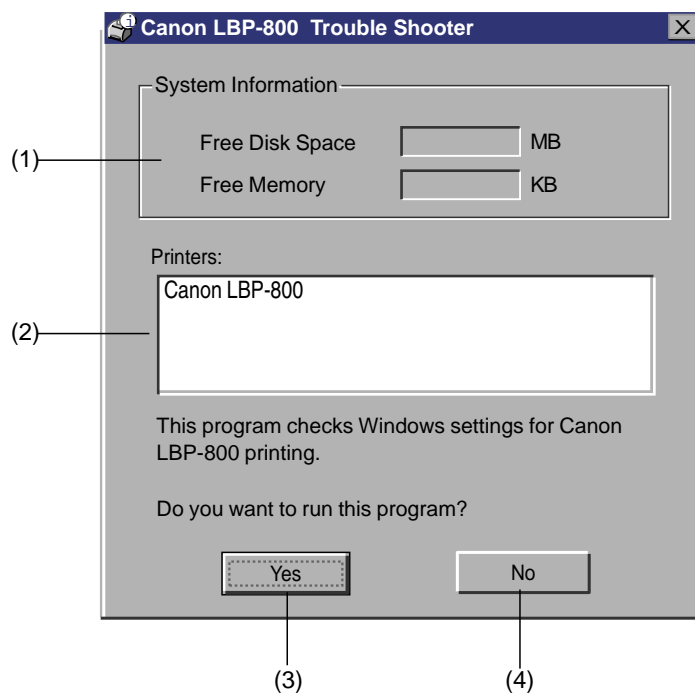 Canon LBP-800 Trouble Shooter
System Information
Free Disk Space MB
(1)
Free Memory KB
Printers:
Canon LBP-800
(2)
This program checks Windows settings for Canon
LBP-800 printing.
Do you want to run this program?
Yes No
(3) (4)